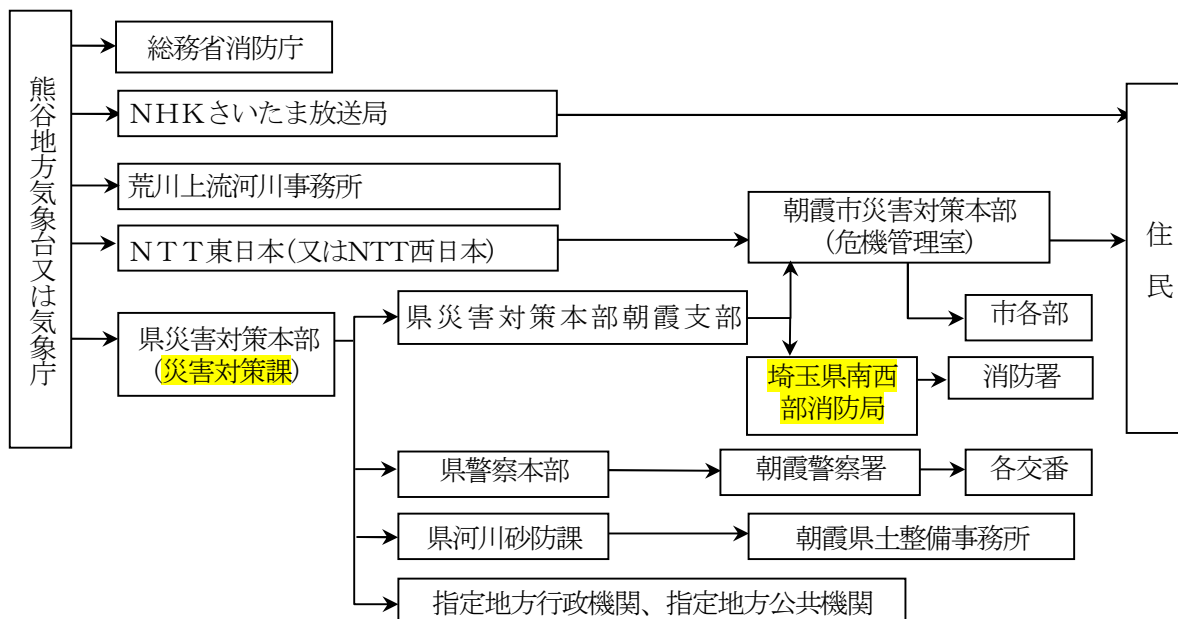 熊谷地方気象台又は気象庁
総務省消防庁
ＮＨＫさいたま放送局
荒川上流河川事務所
ＮＴＴ東日本(又はNTT西日本)
県災害対策本部
(災害対策課)
県災害対策本部朝霞支部
朝霞市災害対策本部
(危機管理室)
市各部
埼玉県南西
部消防局
消防署
県警察本部
朝霞警察署
各交番
県河川砂防課
朝霞県土整備事務所
指定地方行政機関、指定地方公共機関
住民